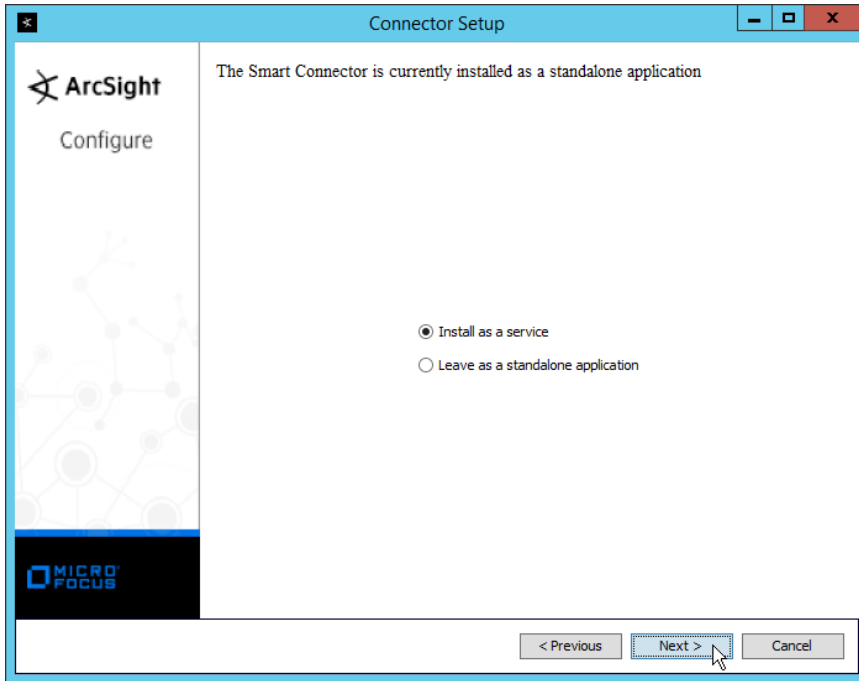 Connector Setup
ArcSight
Configure
The Smart Connector is currently installed as a standalone application
Install as a service
Leave as a standalone application
MICRO
FOCUS
< Previous
Next >
Cancel